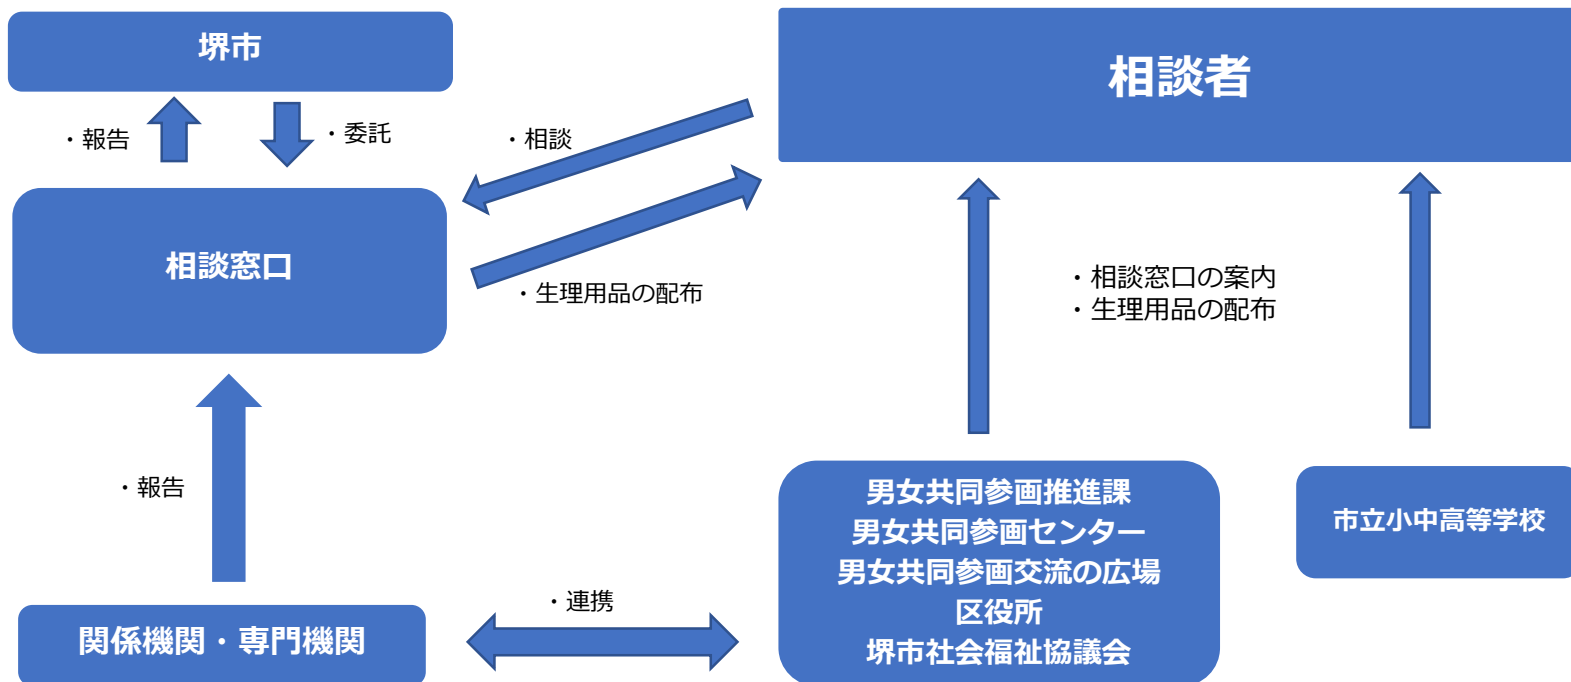 堺市
相談者
・報告
・委託
・相談
相談窓口
・生理用品の配布
・相談窓口の案内
・生理用品の配布
・報告
男女共同参画推進課
男女共同参画センター
男女共同参画交流の広場
区役所
堺市社会福祉協議会
市立小中高等学校
・連携
関係機関・専門機関